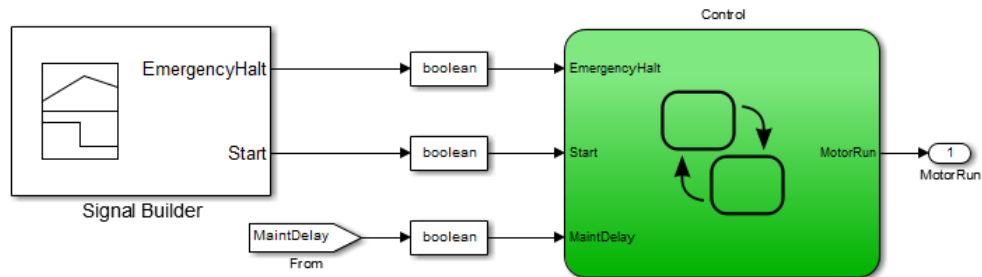 Control
EmergencyHalt
boolean
EmergencyHalt
Start
boolean
Start
MotorRun
1
MotorRun
Signal Builder
MaintDelay
boolean
MaintDelay
From